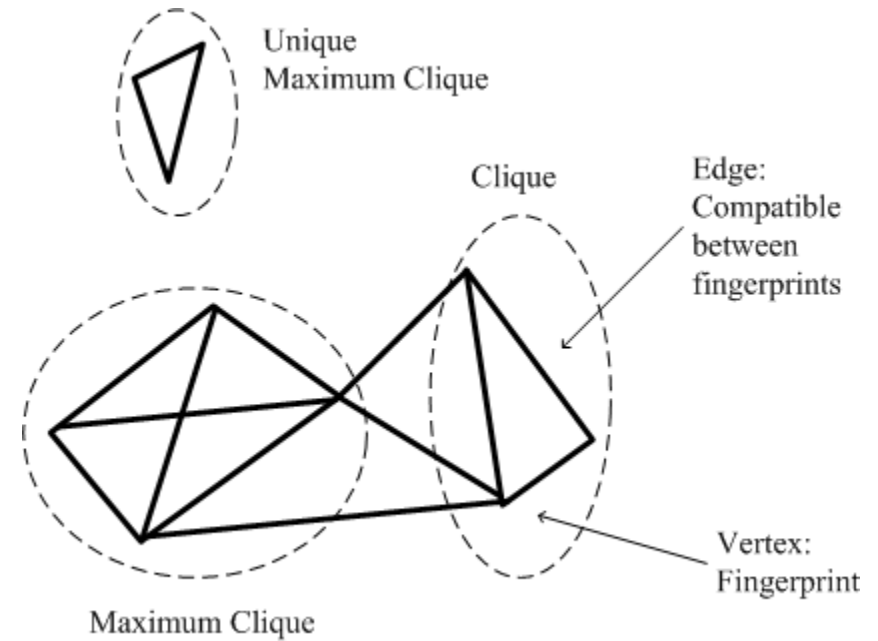 Unique
Maximum Clique
Clique
Edge:
Compatible
between
fingerprints
Vertex:
Fingerprint
Maximum Clique